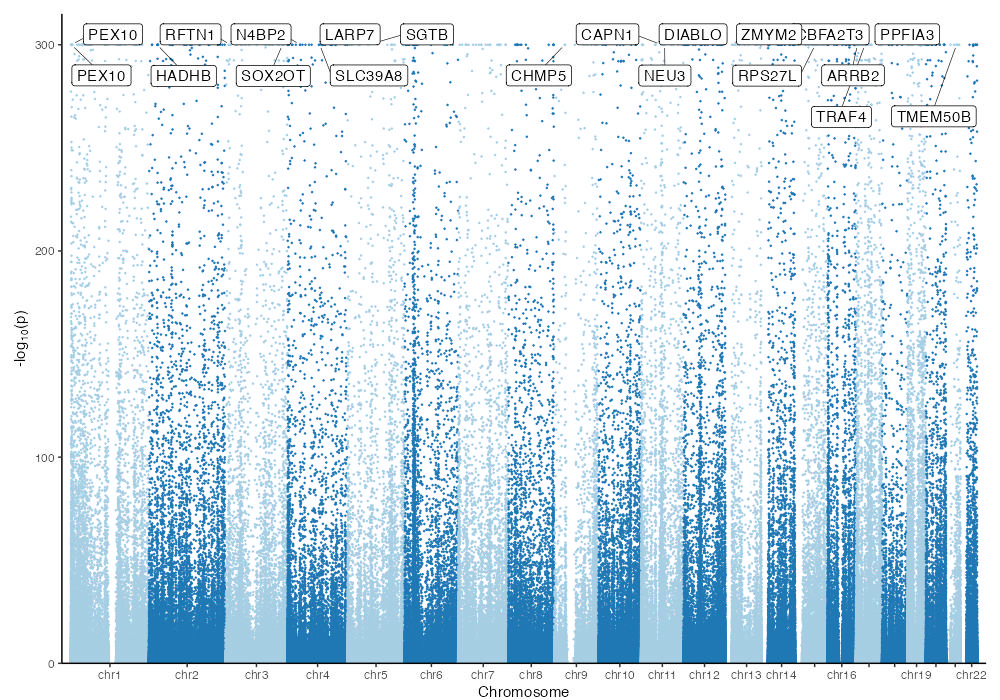 PEX10 RFTN1 N4BP2 LARP7 SGTB CAPN1 DIABLO ZMYM2 CBFA2T3 PPFIA3
300
PEX10 HADHB SOX2OT SLC39A8 CHMP5 NEU3 RPS27L ARRB2
TRAF4 TMEM50B
200
100
0
-log10(p)
chr1 chr2 chr3 chr4 chr5 chr6 chr7 chr8 chr9 chr10 chr11 chr12 chr13 chr14 chr16 chr19 chr22
Chromosome